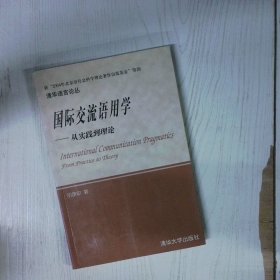 清华语言论丛
国际交流语用学
——从实践到理论
International Communication Pragmatics
From Practice to Theory
著
清华大学出版社